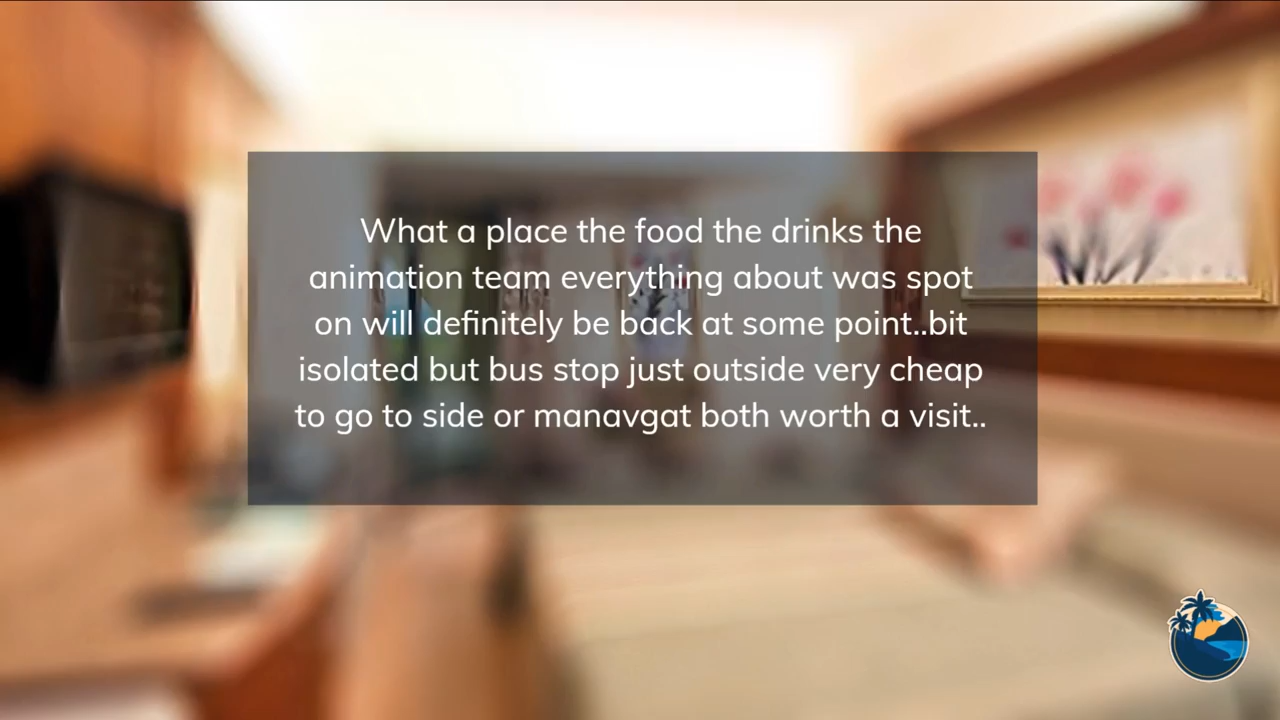 What a place the food the drinks the
animation team everything about was spot
on will definitely be back at some point..bit
isolated but bus stop just outside very cheap
to go to side or manavgat both worth a visit..